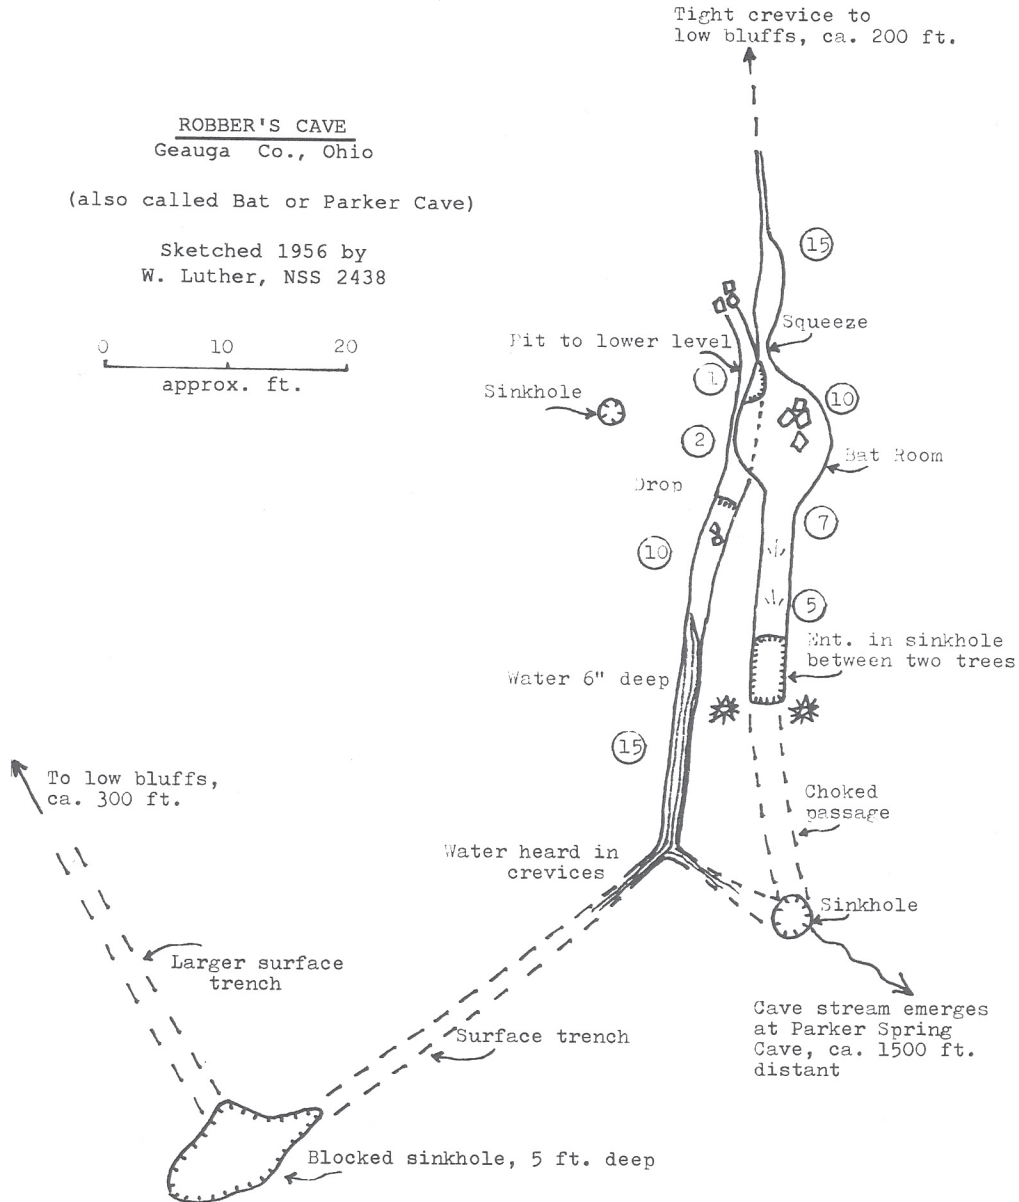 Tight crevice to
low bluffs, ca. 200 ft.
ROBBER'S CAVE
Geauga Co., Ohio
(also called Bat or Parker Cave)
Sketched 1956 by
W. Luther, NSS 2438
0 10 20
approx. ft.
15
Squeeze
Pit to lower level
1
10
Sinkhole
2
Bat Room
Drop
7
10
5
Ent. in sinkhole
between two trees
Water 6" deep
15
To low bluffs,
ca. 300 ft.
Choked
passage
Water heard in
crevices
Sinkhole
Larger surface
trench
Cave stream emerges
at Parker Spring
Cave, ca. 1500 ft.
distant
Surface trench
Blocked sinkhole, 5 ft. deep